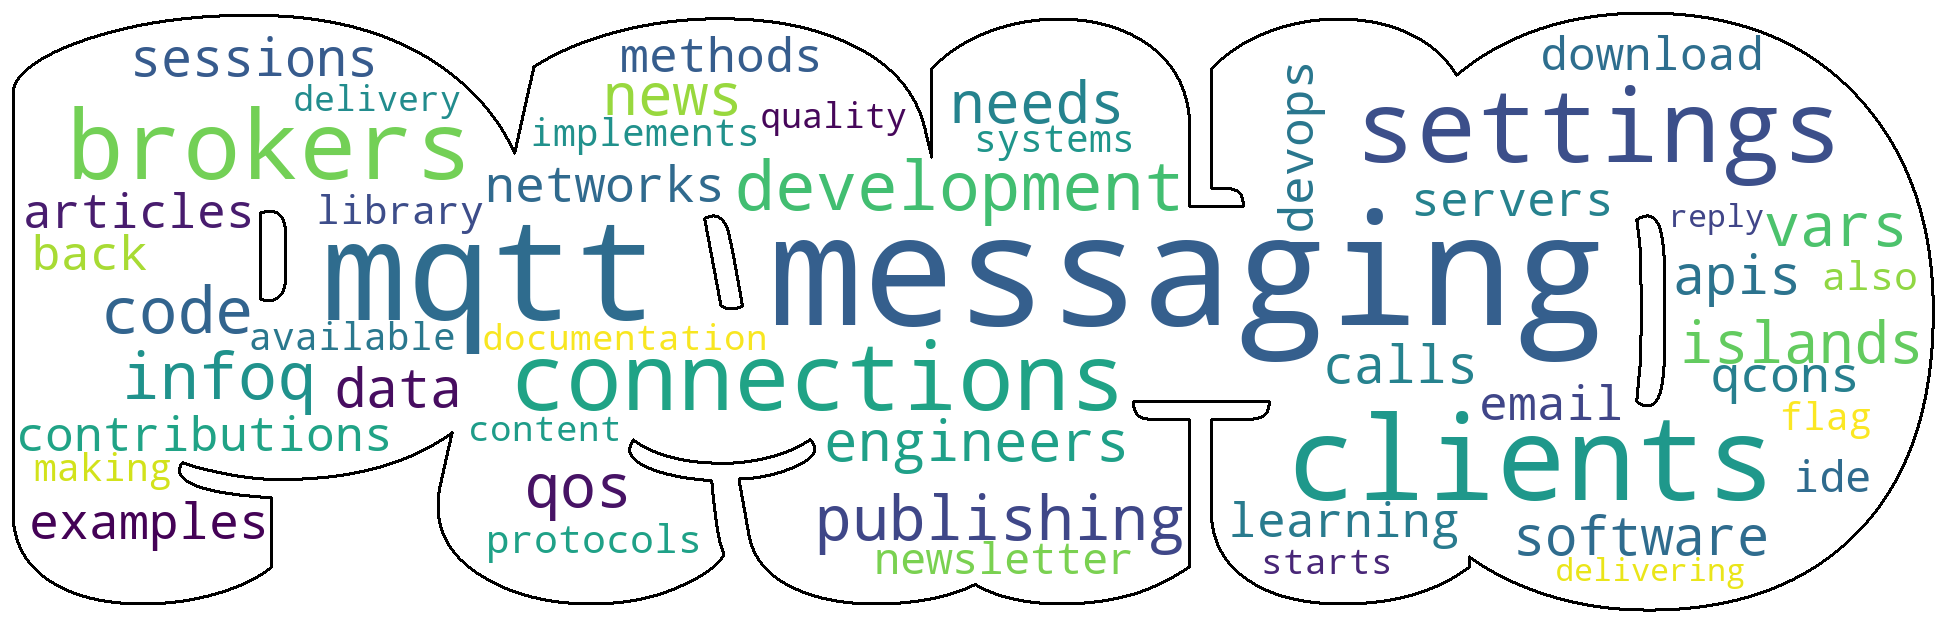 sessions
methods
download
delivery
news
quality
needs
devops
settings
brokers
implements
systems
networks
development
servers
articles
library
reply
vars
back
mqtt
messaging
apis
also
code
available
documentation
islands
infoq
data
connections
calls
qcons
email
flag
contributions
content
engineers
clients
making
qos
ide
examples
publishing
learning
software
protocols
newsletter
starts
delivering